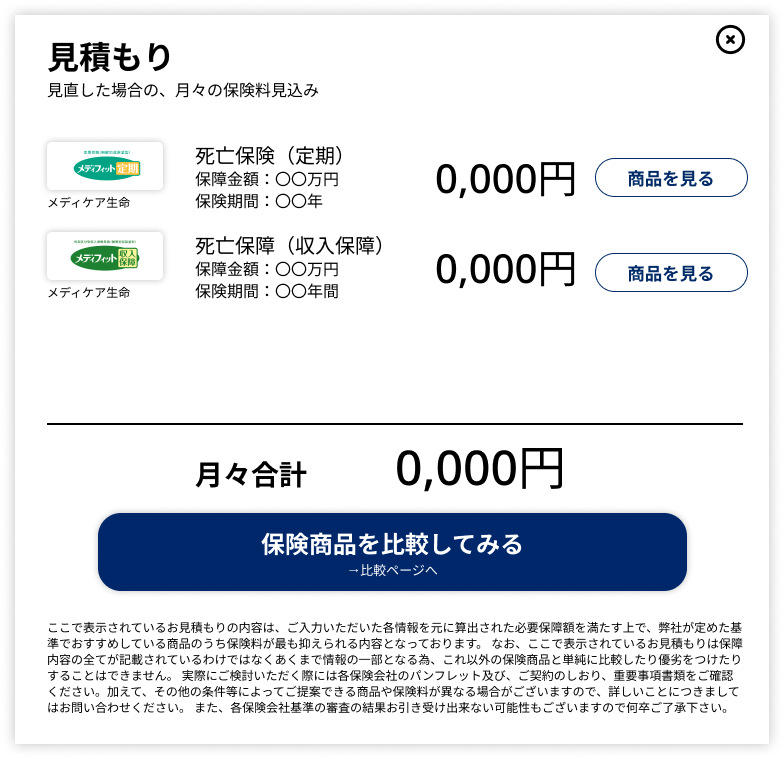 見積もり
見直した場合の、月々の保険料見込み
メディフィット定期
メディケア生命
死亡保険（定期）
保障金額：〇〇万円
保険期間：〇〇年
0,000円
商品を見る
メディフィット収入保障
メディケア生命
死亡保障（収入保障）
保障金額：〇〇万円
保険期間：〇〇年間
0,000円
商品を見る
月々合計
0,000円
保険商品を比較してみる
→比較ページへ
ここで表示されているお見積もりの内容は、ご入力いただいた各情報を元に算出された必要保障額を満たす上で、弊社が定めた基
準でおすすめしている商品のうち保険料が最も抑えられる内容となっております。 なお、ここで表示されているお見積もりは保障
内容の全てが記載されているわけではなくあくまで情報の一部となる為、これ以外の保険商品と単純に比較したり優劣をつけたり
することはできません。 実際にご検討いただく際には各保険会社のパンフレット及び、ご契約のしおり、重要事項書類をご確認
ください。加えて、その他の条件等によってご提案できる商品や保険料が異なる場合がございますので、詳しいことにつきまして
はお問い合わせください。 また、各保険会社基準の審査の結果お引き受け出来ない可能性もございますので何卒ご了承下さい。